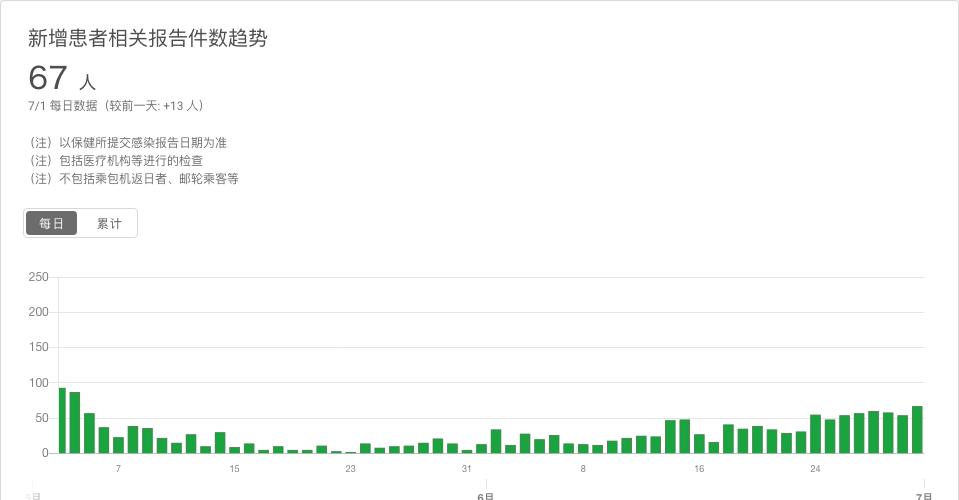 新增患者相关报告件数趋势
67 人
7/1 每日数据（较前一天: +13 人）
（注）以保健所提交感染报告日期为准
（注）包括医疗机构等进行的检查
（注）不包括乘包机返日者、邮轮乘客等
每日 累计
250
200
150
100
50
0
7 15 23 31 8 16 24
5月 6月 7月